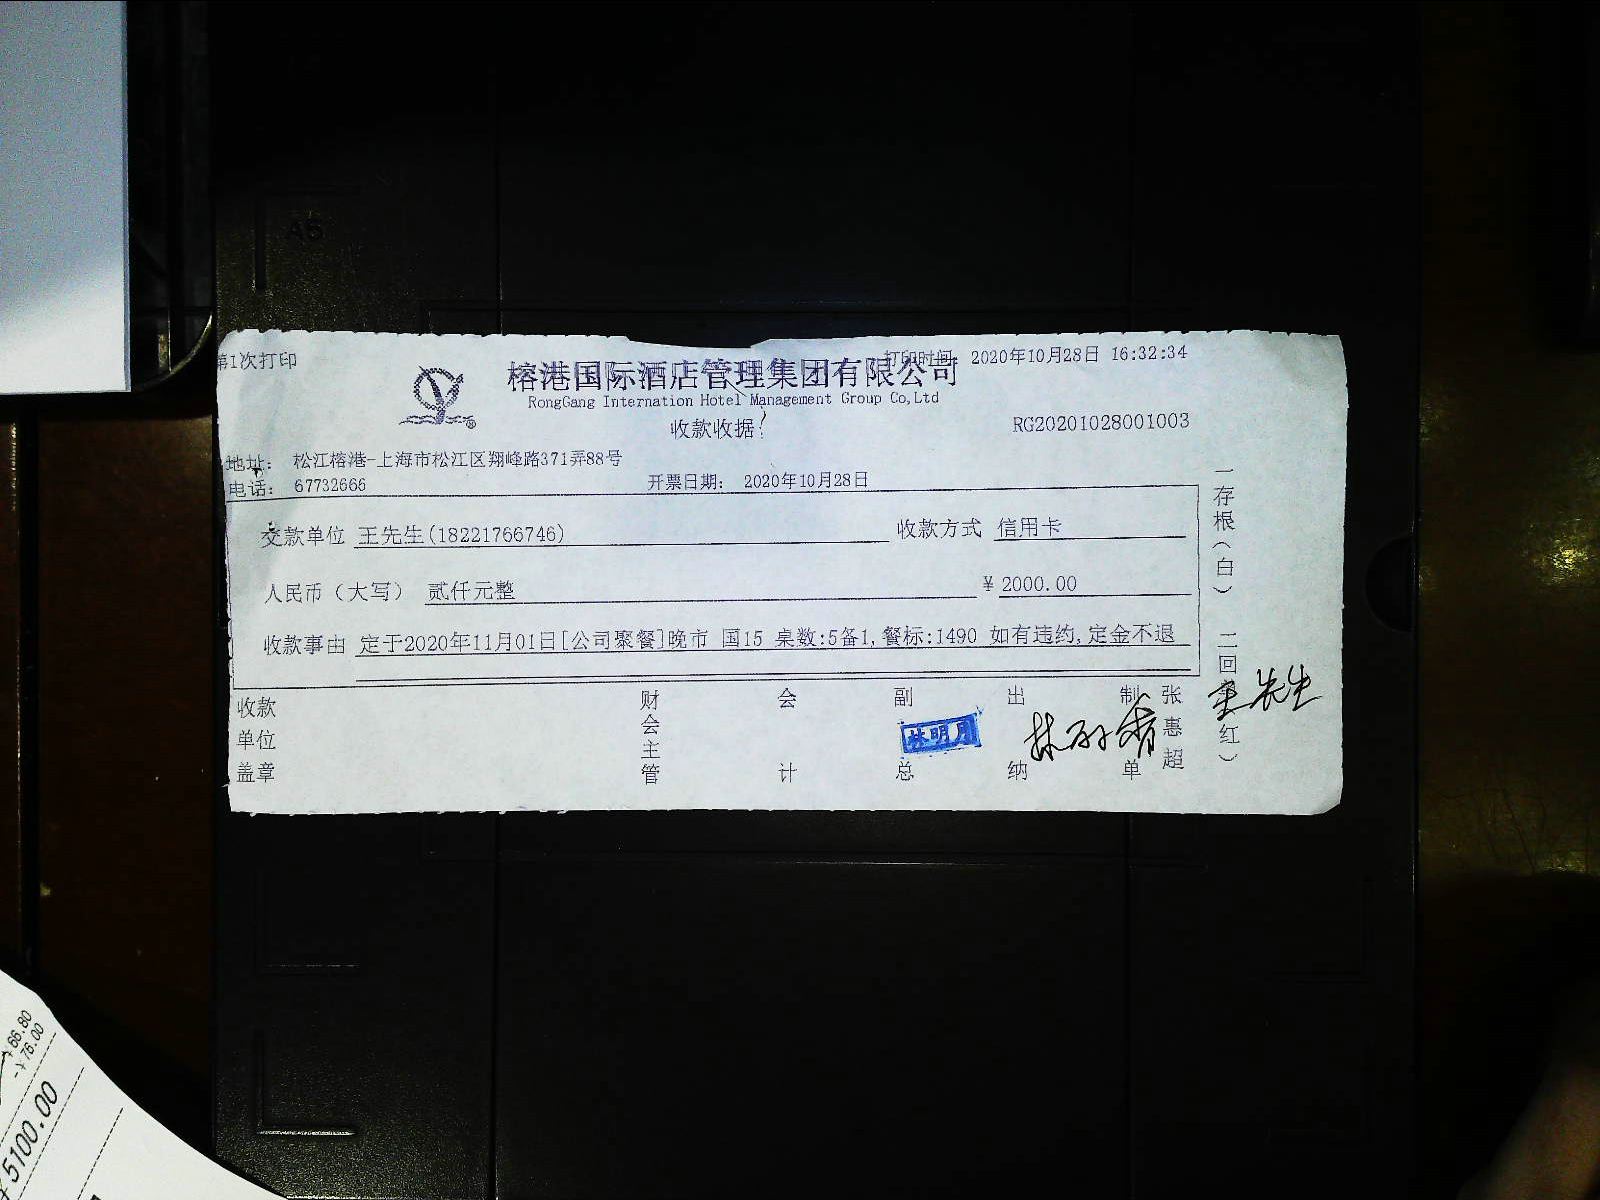 第1次打印
打印时间: 2020年10月28日 16:32:34
榕港国际酒店管理集团有限公司
RongGang Internation Hotel Management Group Co,Ltd
收款收据
RG20201028001003
地址: 松江榕港-上海市松江区翔峰路371弄88号
电话: 67732666
开票日期: 2020年10月28日
交款单位 王先生(18221766746)
收款方式 信用卡
人民币（大写） 贰仟元整
¥ 2000.00
收款事由 定于2020年11月01日[公司聚餐]晚市 国15 桌数:5备1,餐标:1490 如有违约,定金不退
收款单位盖章
财会主管
会计
副总
林明月
出纳
制单
张惠超
一存根（白）
二回 红）
王先生
A5
66.80
76.00
5100.00